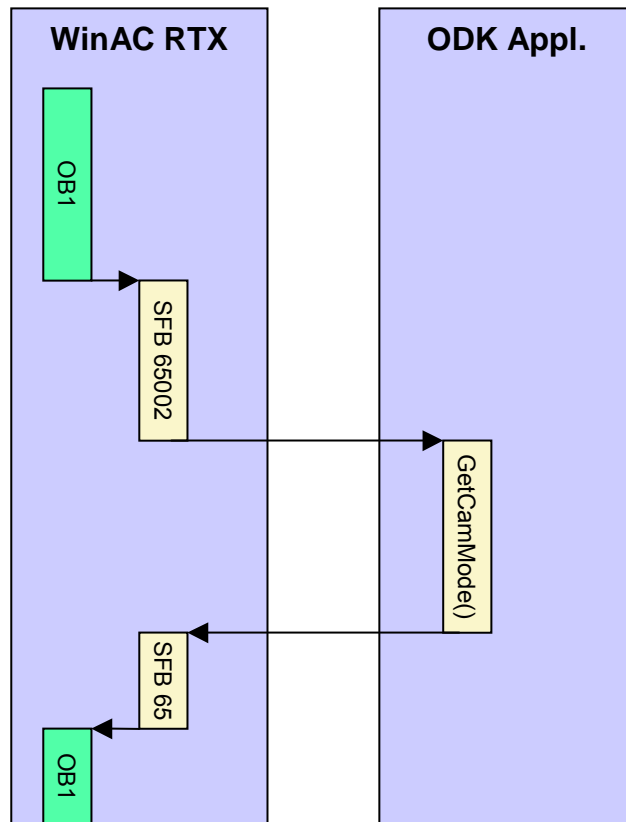 WinAC RTX
ODK Appl.
OB1
SFB 65002
GetCamMode()
SFB 65
OB1